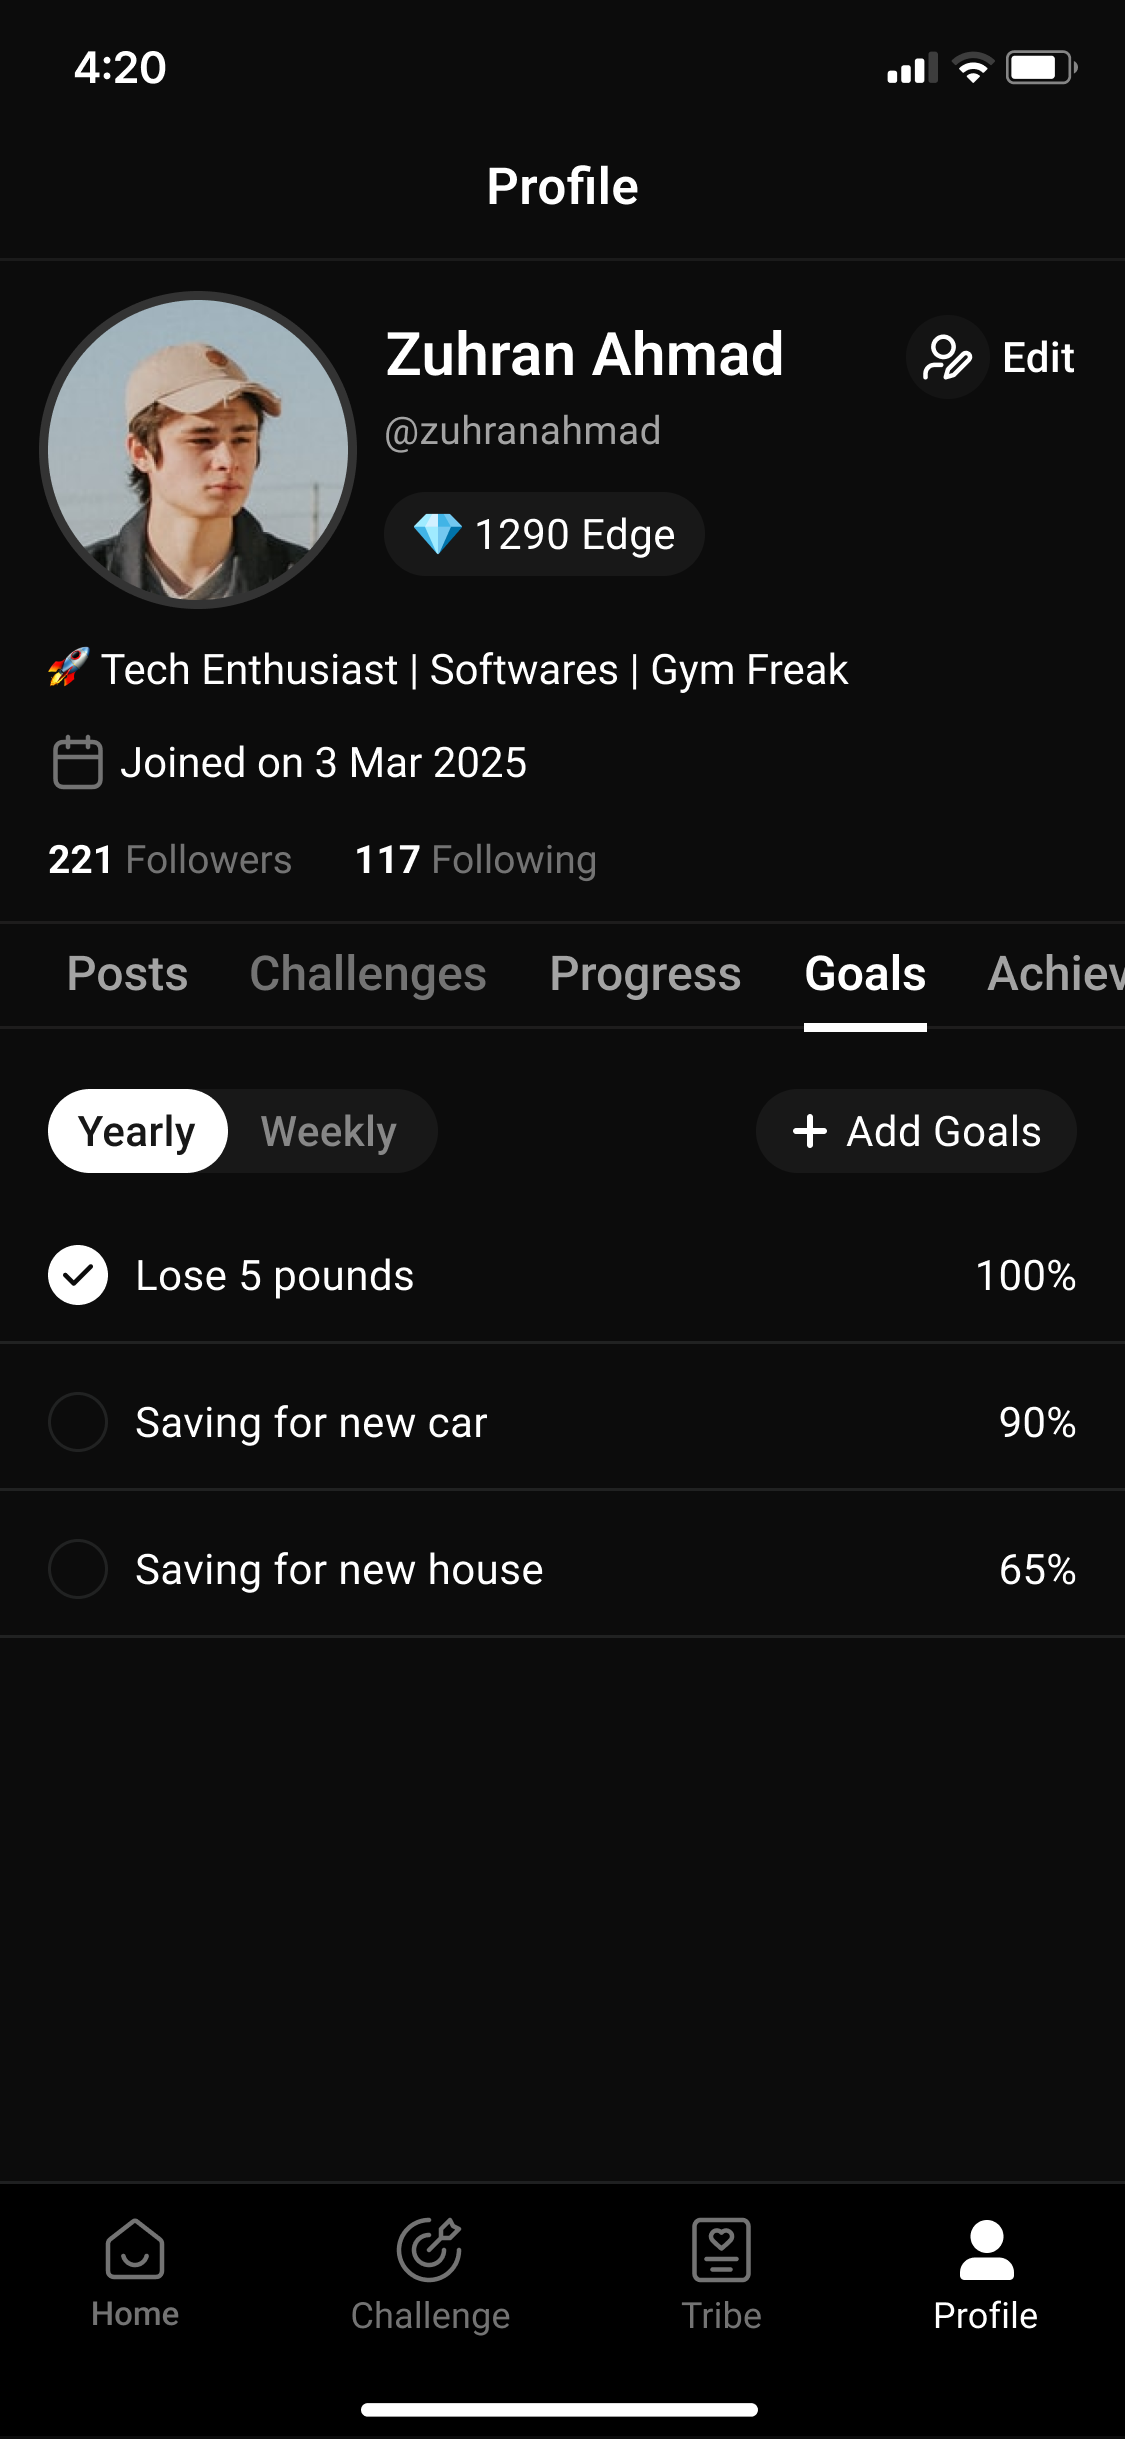 4:20
Profile
Zuhran Ahmad
Edit
@zuhranahmad
1290 Edge
Tech Enthusiast | Softwares | Gym Freak
Joined on 3 Mar 2025
221 Followers 117 Following
Posts Challenges Progress Goals Achiev
Yearly Weekly + Add Goals
Lose 5 pounds 100%
Saving for new car 90%
Saving for new house 65%
Home Challenge Tribe Profile